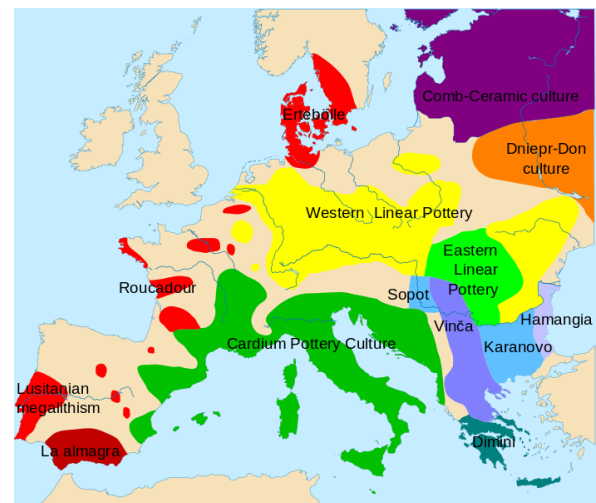 Comb-Ceramic culture
Ertebölle
Dniepr-Don
culture
Western Linear Pottery
Eastern
Linear
Pottery
Roucadour
Sopot
Vinča
Hamangia
Cardium Pottery Culture
Karanovo
Lusitanian
megalithism
La almagra
Dimini